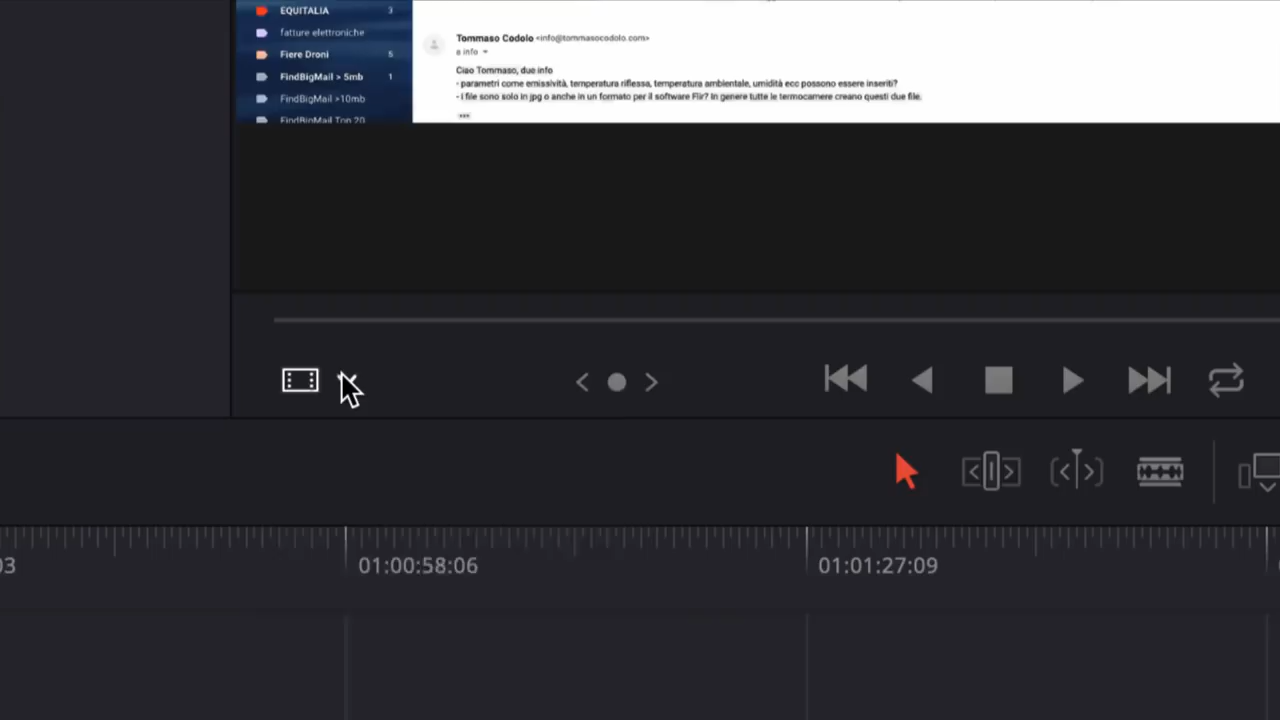 EQUITALIA 3
fatture elettroniche
Fiere Droni 5
FindBigMail > 5mb 1
FindBigMail >10mb
FindBigMail Top 20
Tommaso Codolo <info@tommasocodolo.com>
a info
Ciao Tommaso, due info
- parametri come emissività, temperatura riflessa, temperatura ambientale, umidità ecc possono essere inseriti?
- i file sono solo in jpg o anche in un formato per il software Flir? In genere tutte le termocamere creano questi due file.
•••
03 01:00:58:06 01:01:27:09